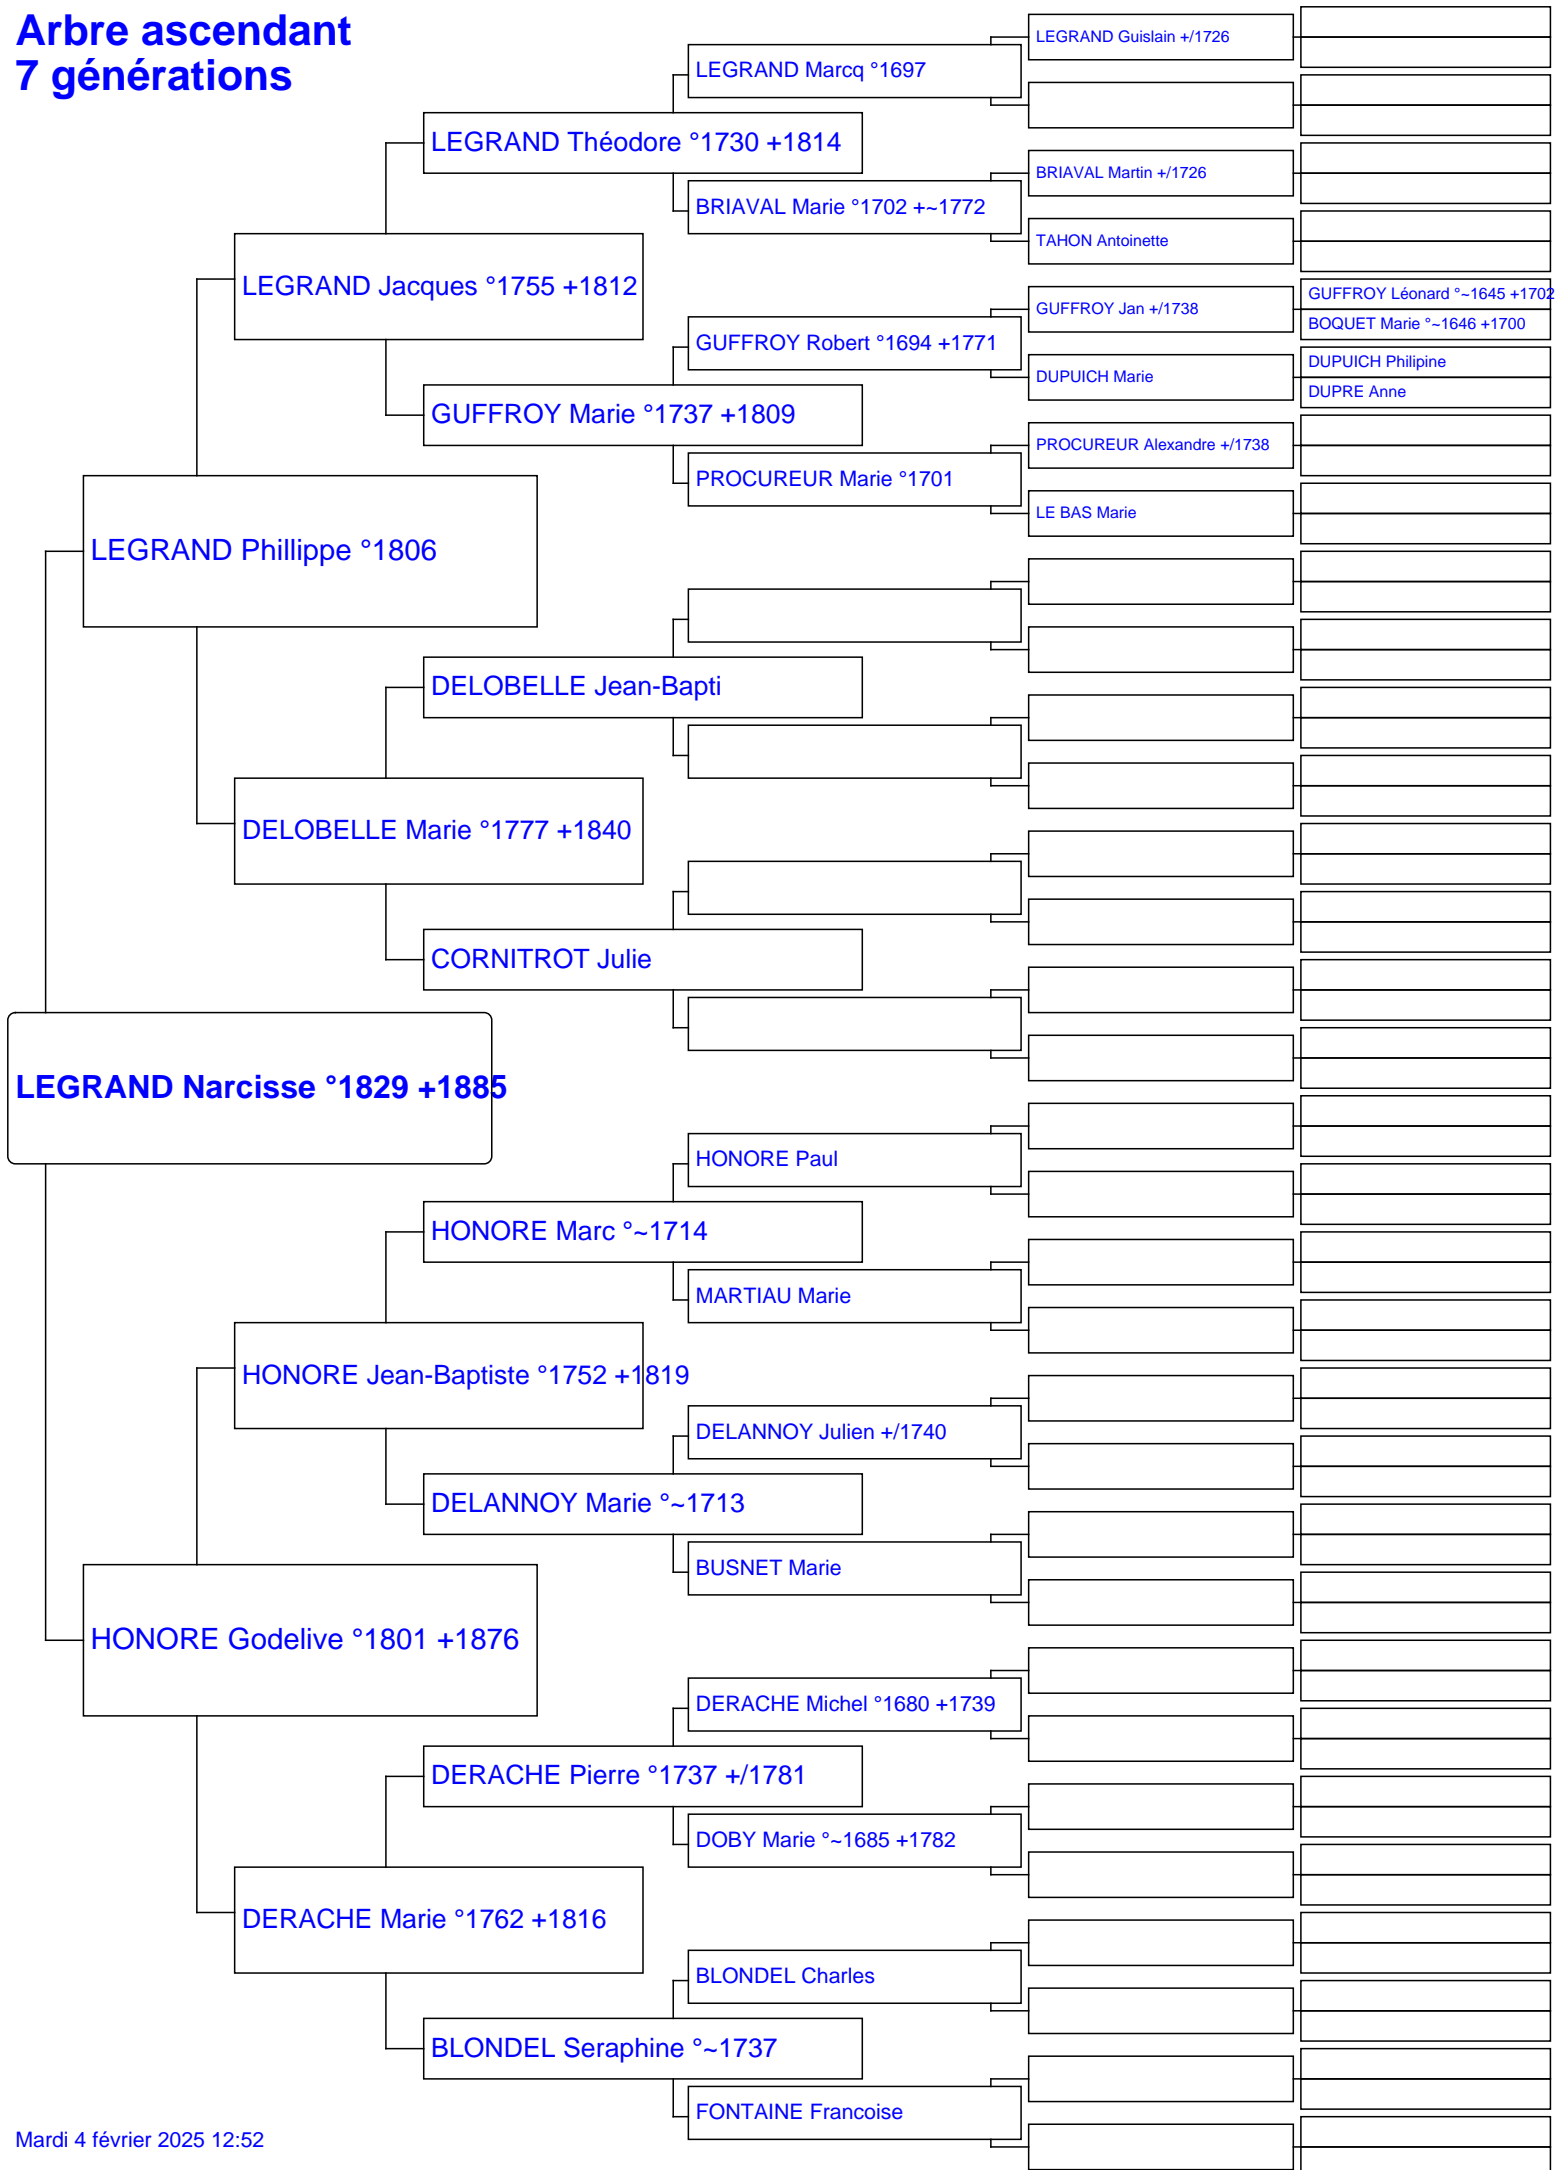 Arbre ascendant
7 générations
LEGRAND Guislain +/1726
LEGRAND Marcq °1697
LEGRAND Théodore °1730 +1814
BRIAVAL Martin +/1726
BRIAVAL Marie °1702 +~1772
TAHON Antoinette
LEGRAND Jacques °1755 +1812
GUFFROY Léonard °~1645 +1702
GUFFROY Jan +/1738
BOQUET Marie °~1646 +1700
GUFFROY Robert °1694 +1771
DUPUICH Philipine
DUPUICH Marie
DUPRE Anne
GUFFROY Marie °1737 +1809
PROCUREUR Alexandre +/1738
PROCUREUR Marie °1701
LE BAS Marie
LEGRAND Phillippe °1806
DELOBELLE Jean-Bapti
DELOBELLE Marie °1777 +1840
CORNITROT Julie
LEGRAND Narcisse °1829 +1885
HONORE Paul
HONORE Marc °~1714
MARTIAU Marie
HONORE Jean-Baptiste °1752 +1819
DELANNOY Julien +/1740
DELANNOY Marie °~1713
BUSNET Marie
HONORE Godelive °1801 +1876
DERACHE Michel °1680 +1739
DERACHE Pierre °1737 +/1781
DOBY Marie °~1685 +1782
DERACHE Marie °1762 +1816
BLONDEL Charles
BLONDEL Seraphine °~1737
FONTAINE Francoise
Mardi 4 février 2025 12:52